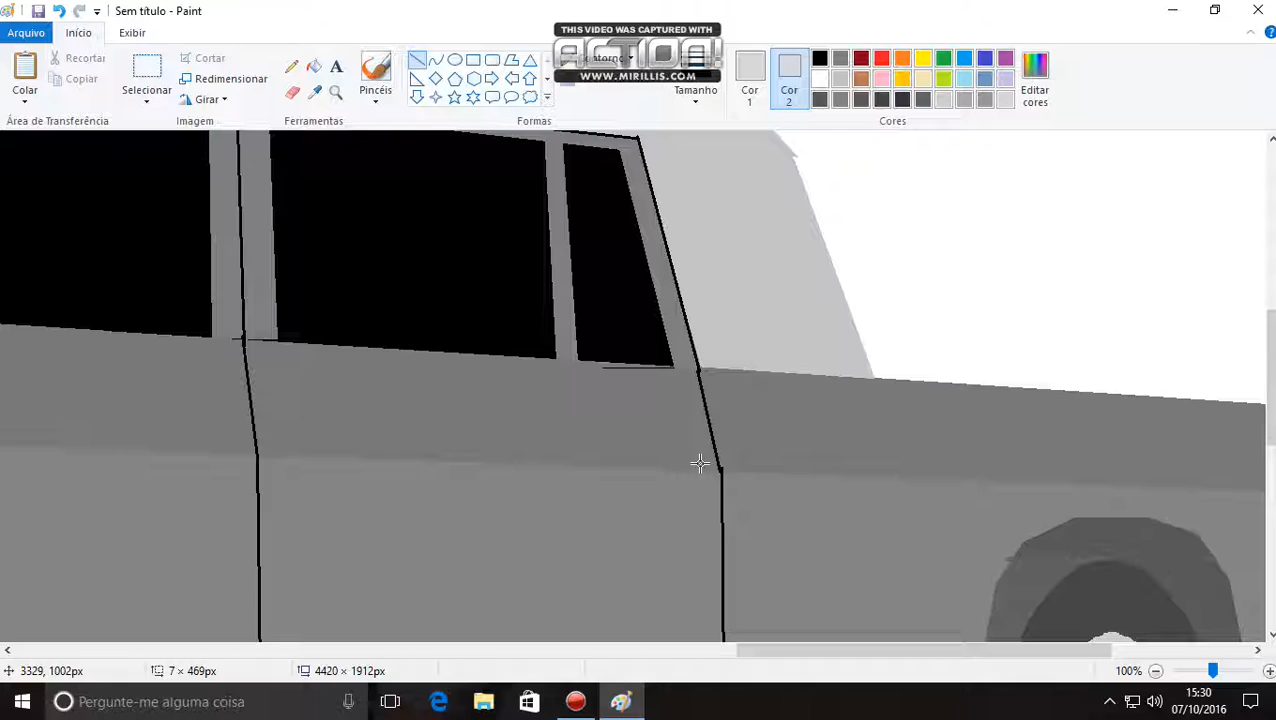 Sem título - Paint
Arquivo
Início
Exibir
THIS VIDEO WAS CAPTURED WITH
ACTION!
WWW.MIRILLIS.COM
Colar
Recortar
Copiar
Área de Transferência
Selecionar
Cortar
Redimensionar
Girar
Imagem
A
Ferramentas
Pincéis
Contorno
Formas
Tamanho
Cor
1
Cor
2
Editar
cores
Cores
3329, 1002px
7 × 469px
4420 × 1912px
100%
Pergunte-me alguma coisa
15:30
07/10/2016